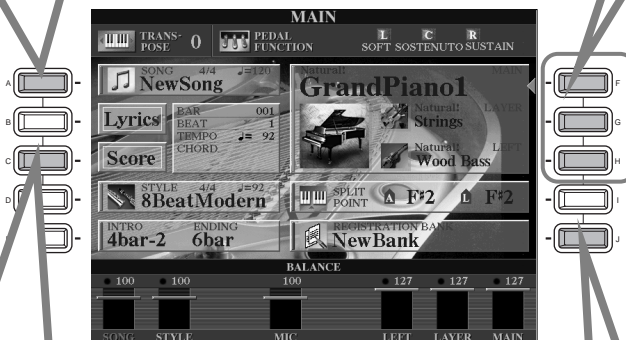 MAIN
TRANS-
POSE 0
PEDAL
FUNCTION
L C R
SOFT SOSTENUTO SUSTAIN
SONG 4/4 ♩=120
NewSong
Lyrics
Score
BAR 001
BEAT 1
TEMPO ♩= 92
CHORD
Natural! MAIN
GrandPiano1
Natural! LAYER
Strings
Natural! LEFT
Wood Bass
STYLE 4/4 ♩=92
8BeatModern
SPLIT
POINT A F#2 L F#2
INTRO ENDING
4bar-2 6bar
REGISTRATION BANK
NewBank
BALANCE
100 100 100 127 127 127
SONG STYLE MIC LEFT LAYER MAIN
A
B
C
D
F
G
H
I
J